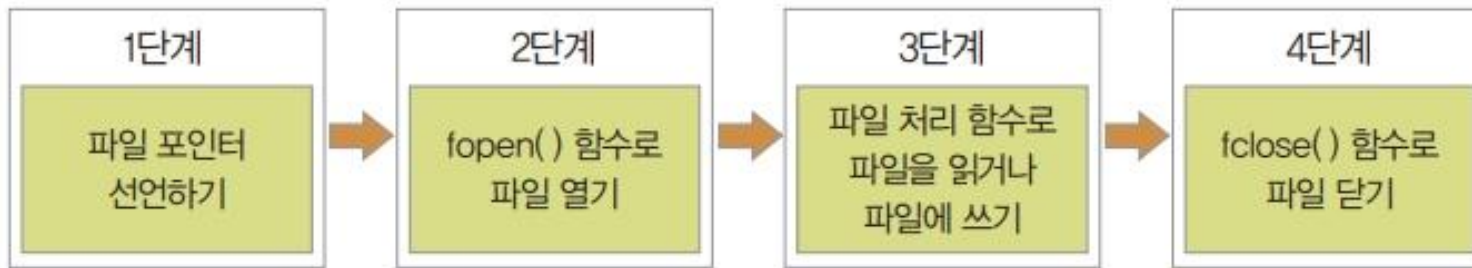 1단계
파일 포인터
선언하기
2단계
fopen( ) 함수로
파일 열기
3단계
파일 처리 함수로
파일을 읽거나
파일에 쓰기
4단계
fclose( ) 함수로
파일 닫기